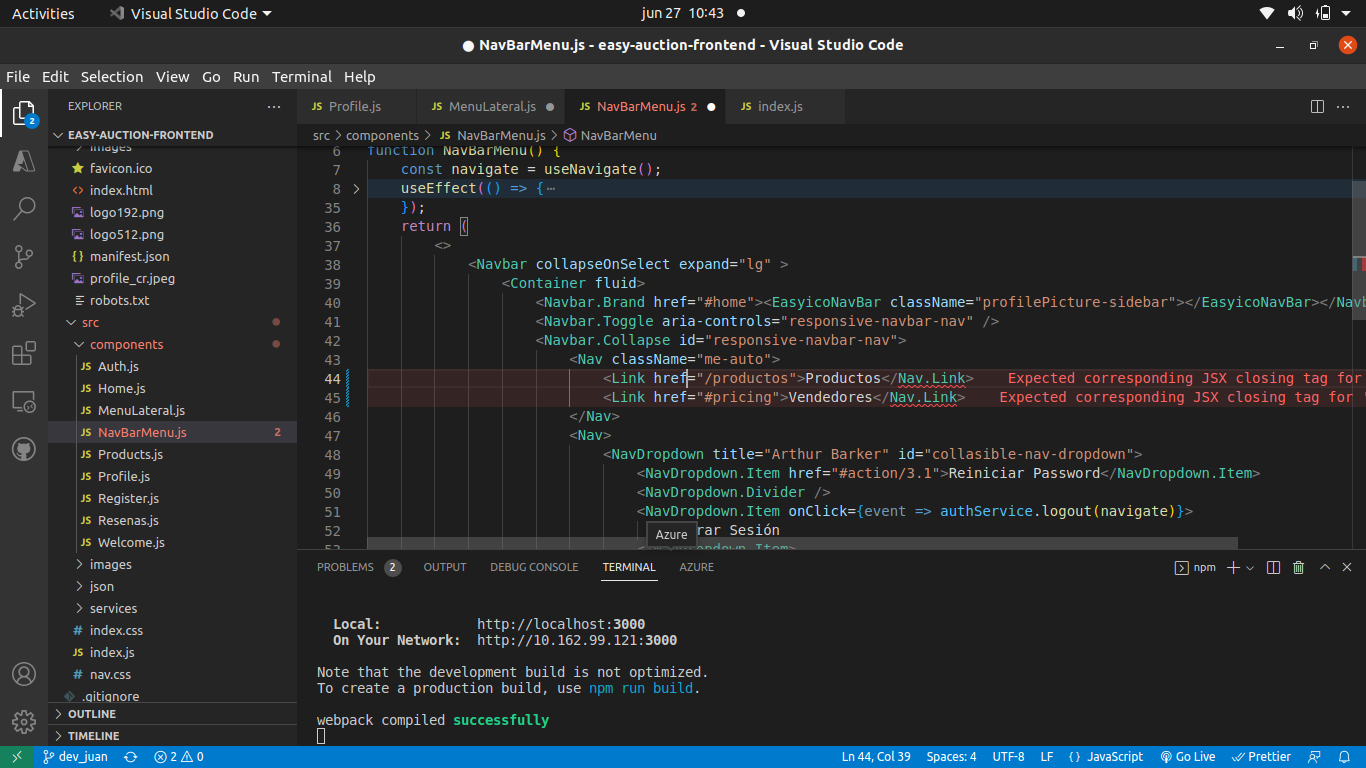 Activities Visual Studio Code jun 27 10:43
NavBarMenu.js - easy-auction-frontend - Visual Studio Code
File Edit Selection View Go Run Terminal Help
EXPLORER
JS Profile.js JS MenuLateral.js JS NavBarMenu.js 2 JS index.js
EASY-AUCTION-FRONTEND
src > components > JS NavBarMenu.js > NavBarMenu
images
favicon.ico
index.html
logo192.png
logo512.png
manifest.json
profile_cr.jpeg
robots.txt
src
components
JS Auth.js
JS Home.js
JS MenuLateral.js
JS NavBarMenu.js 2
JS Products.js
JS Profile.js
JS Register.js
JS Resenas.js
JS Welcome.js
images
json
services
# index.css
JS index.js
# nav.css
.gitignore
OUTLINE
TIMELINE
2
6 function NavBarMenu() {
7 const navigate = useNavigate();
8 useEffect(() => {⋯
35 });
36 return (
37 <>
38 <Navbar collapseOnSelect expand="lg" >
39 <Container fluid>
40 <Navbar.Brand href="#home"><EasyicoNavBar className="profilePicture-sidebar"></EasyicoNavBar></Navb
41 <Navbar.Toggle aria-controls="responsive-navbar-nav" />
42 <Navbar.Collapse id="responsive-navbar-nav">
43 <Nav className="me-auto">
44 <Link href="/productos">Productos</Nav.Link> Expected corresponding JSX closing tag for
45 <Link href="#pricing">Vendedores</Nav.Link> Expected corresponding JSX closing tag for '
46 </Nav>
47 <Nav>
48 <NavDropdown title="Arthur Barker" id="collasible-nav-dropdown">
49 <NavDropdown.Item href="#action/3.1">Reiniciar Password</NavDropdown.Item>
50 <NavDropdown.Divider />
51 <NavDropdown.Item onClick={event => authService.logout(navigate)}>
52 rar Sesión
Azure
PROBLEMS 2 OUTPUT DEBUG CONSOLE TERMINAL AZURE npm
Local: http://localhost:3000
On Your Network: http://10.162.99.121:3000
Note that the development build is not optimized.
To create a production build, use npm run build.
webpack compiled successfully
dev_juan 2 0 Ln 44, Col 39 Spaces: 4 UTF-8 LF {} JavaScript Go Live Prettier